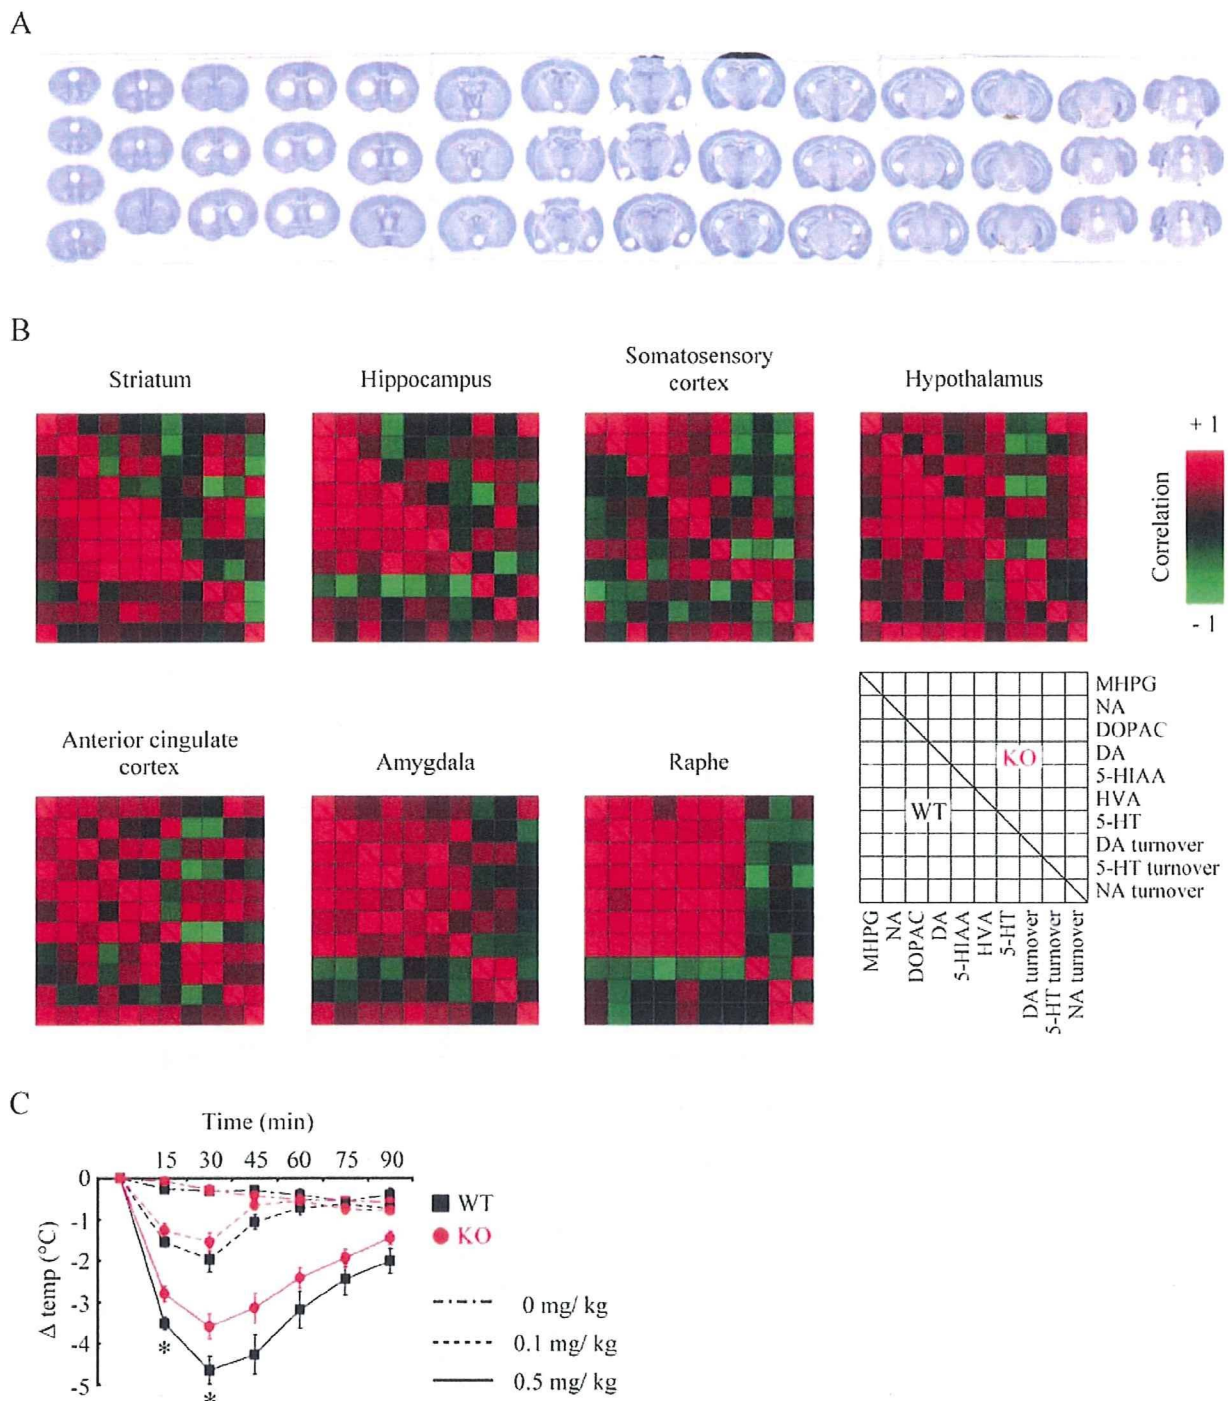 A
B
Striatum
Hippocampus
Somatosensory
cortex
Hypothalamus
+ 1
Correlation
- 1
Anterior cingulate
cortex
Amygdala
Raphe
MHPG
NA
DOPAC
DA
5-HIAA
HVA
5-HT
DA turnover
5-HT turnover
NA turnover
KO
WT
MHPG
NA
DOPAC
DA
5-HIAA
HVA
5-HT
DA turnover
5-HT turnover
NA turnover
C
Time (min)
15 30 45 60 75 90
0
-1
-2
-3
-4
-5
Δ temp (°C)
WT
KO
0 mg/ kg
0.1 mg/ kg
0.5 mg/ kg
*
*